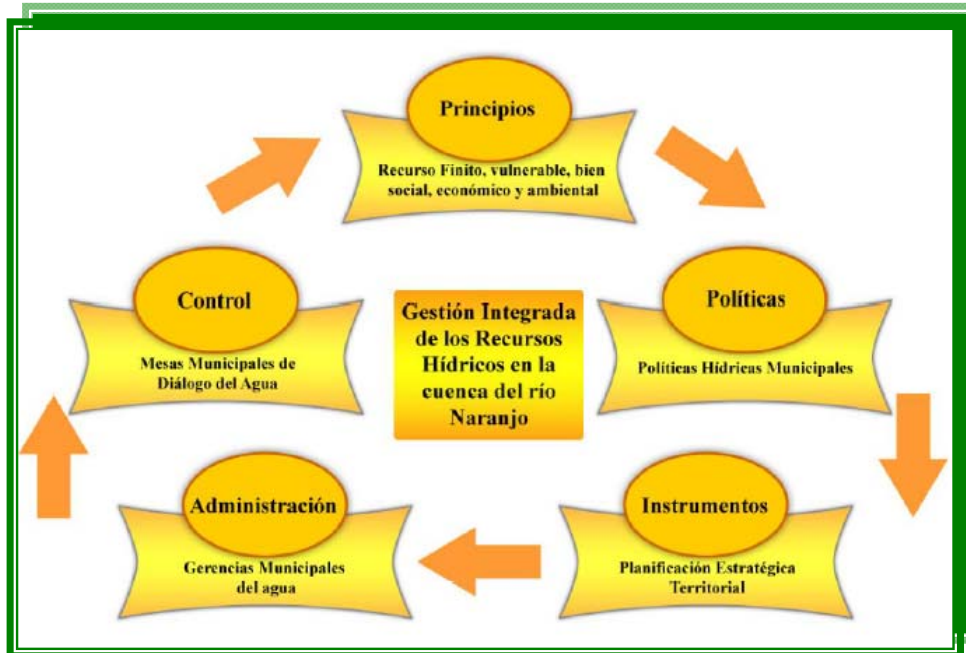 Principios
Recurso Finito, vulnerable, bien
social, económico y ambiental
Control
Mesas Municipales de
Diálogo del Agua
Gestión Integrada
de los Recursos
Hídricos en la
cuenca del río
Naranjo
Políticas
Políticas Hídricas Municipales
Administración
Gerencias Municipales
del agua
Instrumentos
Planificación Estratégica
Territorial